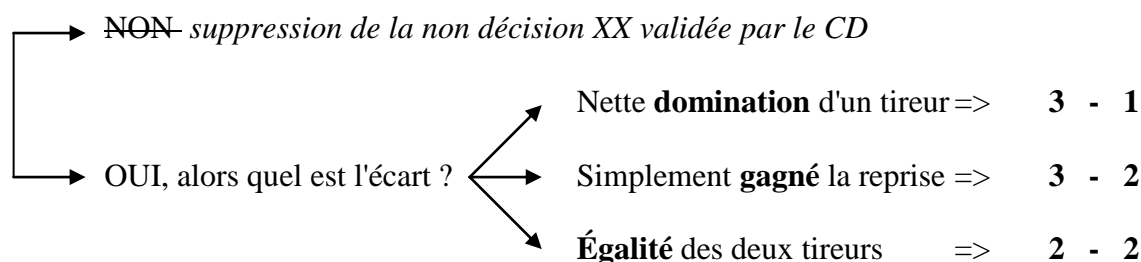 NON suppression de la non décision XX validée par le CD
Nette domination d'un tireur => 3 - 1
OUI, alors quel est l'écart ? Simplement gagné la reprise => 3 - 2
Égalité des deux tireurs => 2 - 2